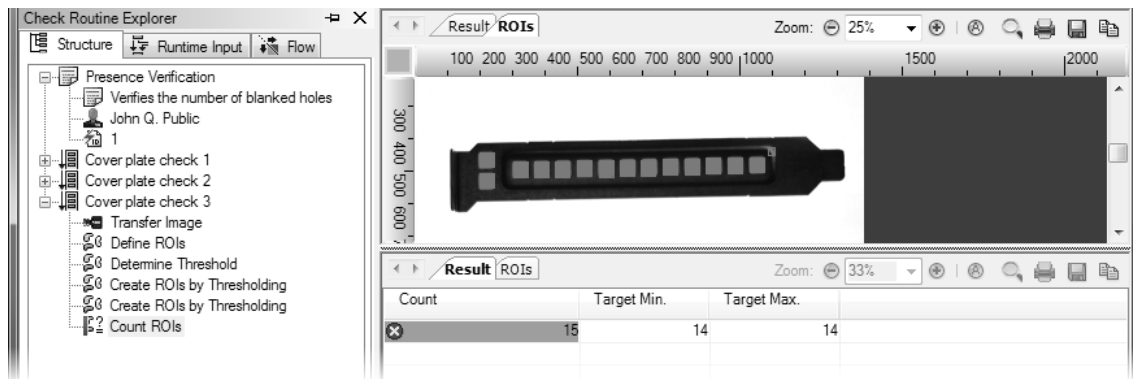 Check Routine Explorer
Structure Runtime Input Flow
Presence Verification
Verifies the number of blanked holes
John Q. Public
1
Cover plate check 1
Cover plate check 2
Cover plate check 3
Transfer Image
Define ROIs
Determine Threshold
Create ROIs by Thresholding
Create ROIs by Thresholding
Count ROIs
Result ROIs Zoom: 25%
100 200 300 400 500 600 700 800 900 1000 1500 2000
300
400
500
600
Result ROIs Zoom: 33%
Count Target Min. Target Max.
15 14 14